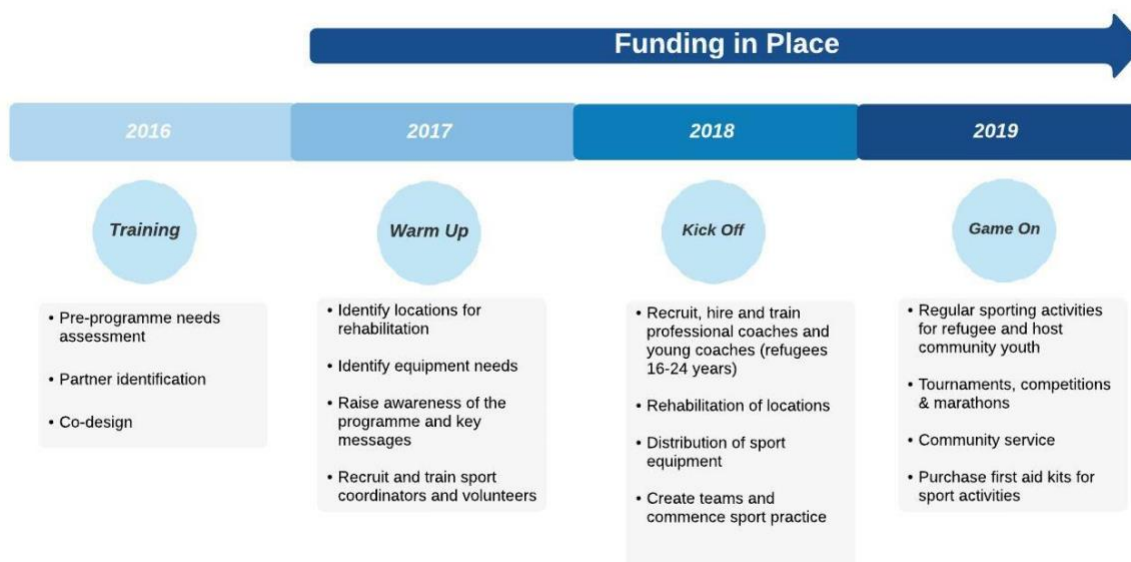 Funding in Place
2016
2017
2018
2019
Training
Warm Up
Kick Off
Game On
• Pre-programme needs
assessment
• Partner identification
• Co-design
• Identify locations for
rehabilitation
• Identify equipment needs
• Raise awareness of the
programme and key
messages
• Recruit and train sport
coordinators and volunteers
• Recruit, hire and train
professional coaches and
young coaches (refugees
16-24 years)
• Rehabilitation of locations
• Distribution of sport
equipment
• Create teams and
commence sport practice
• Regular sporting activities
for refugee and host
community youth
• Tournaments, competitions
& marathons
• Community service
• Purchase first aid kits for
sport activities